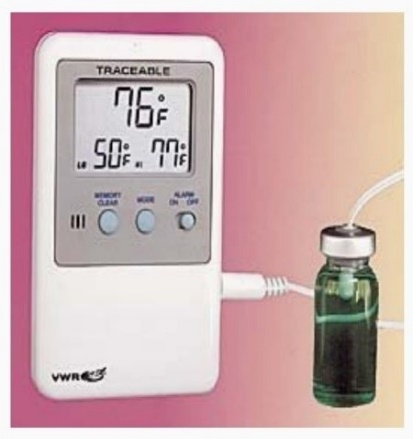 TRACEABLE
76°F
LO 50°F HI 77°F
MEMORY CLEAR MODE ALARM ON OFF
VWR